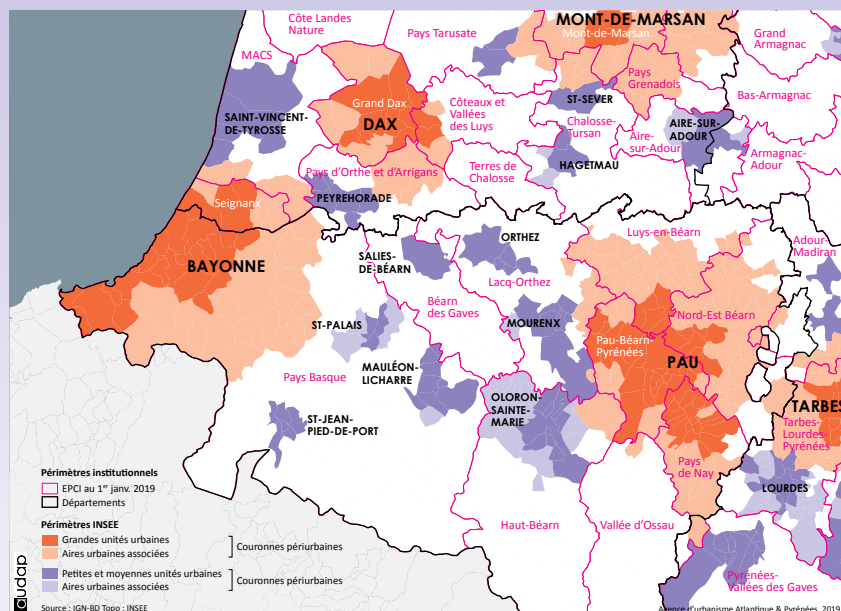 Côte Landes
Nature
Pays Tarusate
MONT-DE-MARSAN
Mont-de-Marsan
Grand
Armagnac
MACS
Pays
Grenadois
Bas-Armagnac
SAINT-VINCENT-
DE-TYROSSE
Grand Dax
DAX
Côteaux et
Vallées
des Luys
ST-SEVER
Chalosse-
Tursan
Aire-
sur-Adour
AIRE-SUR-
ADOUR
Armagnac-
Adour
HAGETMAU
Terres de
Chalosse
Pays d'Orthe et d'Arrigans
PEYREHORADE
Seignanx
BAYONNE
SALIES-
DE-BÉARN
ORTHEZ
Luys-en-Béarn
Adour-
Madiran
Lacq-Orthez
Béarn
des Gaves
MOURENX
Nord-Est Béarn
ST-PALAIS
Pau-Béarn-
Pyrénées
PAU
Pays Basque
MAULÉON-
LICHARRE
OLORON-
SAINTE-
MARIE
TARBES
Tarbes-
Lourdes-
Pyrénées
ST-JEAN-
PIED-DE-PORT
Pays
de Nay
LOURDES
Haut-Béarn
Vallée d'Ossau
Pyrénées-
Vallées des Gaves
Périmètres institutionnels
EPCI au 1er janv. 2019
Départements
Périmètres INSEE
Grandes unités urbaines
Aires urbaines associées
Couronnes périurbaines
Petites et moyennes unités urbaines
Aires urbaines associées
Couronnes périurbaines
audap
Source : IGN-BD Topo ; INSEE
Agence d'urbanisme Atlantique & Pyrénées, 2019